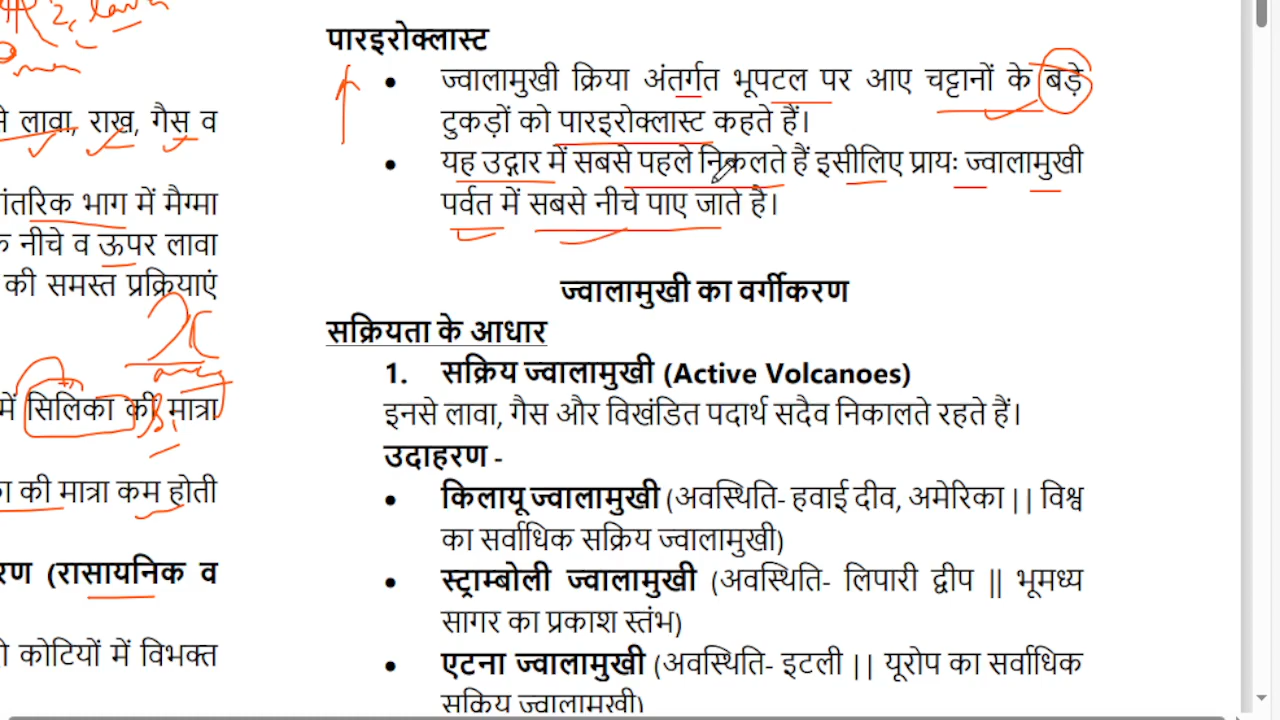 2, lava
से लावा, राख, गैस व
ांतरिक भाग में मैग्मा
के नीचे व ऊपर लावा
की समस्त प्रक्रियाएं
में सिलिका की मात्रा
का की मात्रा कम होती
रण (रासायनिक व
ो कोटियों में विभक्त
पारइरोक्लास्ट
• ज्वालामुखी क्रिया अंतर्गत भूपटल पर आए चट्टानों के बड़े
टुकड़ों को पारइरोक्लास्ट कहते हैं।
• यह उद्गार में सबसे पहले निकलते हैं इसीलिए प्रायः ज्वालामुखी
पर्वत में सबसे नीचे पाए जाते है।
ज्वालामुखी का वर्गीकरण
सक्रियता के आधार
1. सक्रिय ज्वालामुखी (Active Volcanoes)
इनसे लावा, गैस और विखंडित पदार्थ सदैव निकालते रहते हैं।
उदाहरण -
• किलायू ज्वालामुखी (अवस्थिति- हवाई दीव, अमेरिका || विश्व
का सर्वाधिक सक्रिय ज्वालामुखी)
• स्ट्राम्बोली ज्वालामुखी (अवस्थिति- लिपारी द्वीप || भूमध्य
सागर का प्रकाश स्तंभ)
• एटना ज्वालामुखी (अवस्थिति- इटली || यूरोप का सर्वाधिक
सक्रिय ज्वालामुखी)